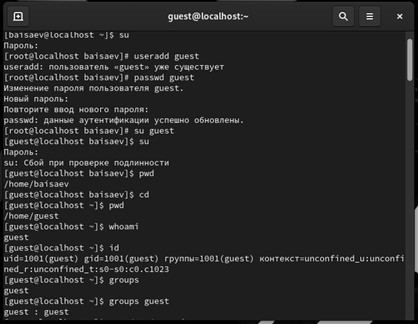 guest@localhost:~
[baisaev@localhost ~]$ su
Пароль:
[root@localhost baisaev]# useradd guest
useradd: пользователь «guest» уже существует
[root@localhost baisaev]# passwd guest
Изменение пароля пользователя guest.
Новый пароль:
Повторите ввод нового пароля:
passwd: данные аутентификации успешно обновлены.
[root@localhost baisaev]# su guest
[guest@localhost baisaev]$ su
Пароль:
su: Сбой при проверке подлинности
[guest@localhost baisaev]$ pwd
/home/baisaev
[guest@localhost baisaev]$ cd
[guest@localhost ~]$ pwd
/home/guest
[guest@localhost ~]$ whoami
guest
[guest@localhost ~]$ id
uid=1001(guest) gid=1001(guest) группы=1001(guest) контекст=unconfined_u:unconfi
ned_r:unconfined_t:s0-s0:c0.c1023
[guest@localhost ~]$ groups
guest
[guest@localhost ~]$ groups guest
guest : guest